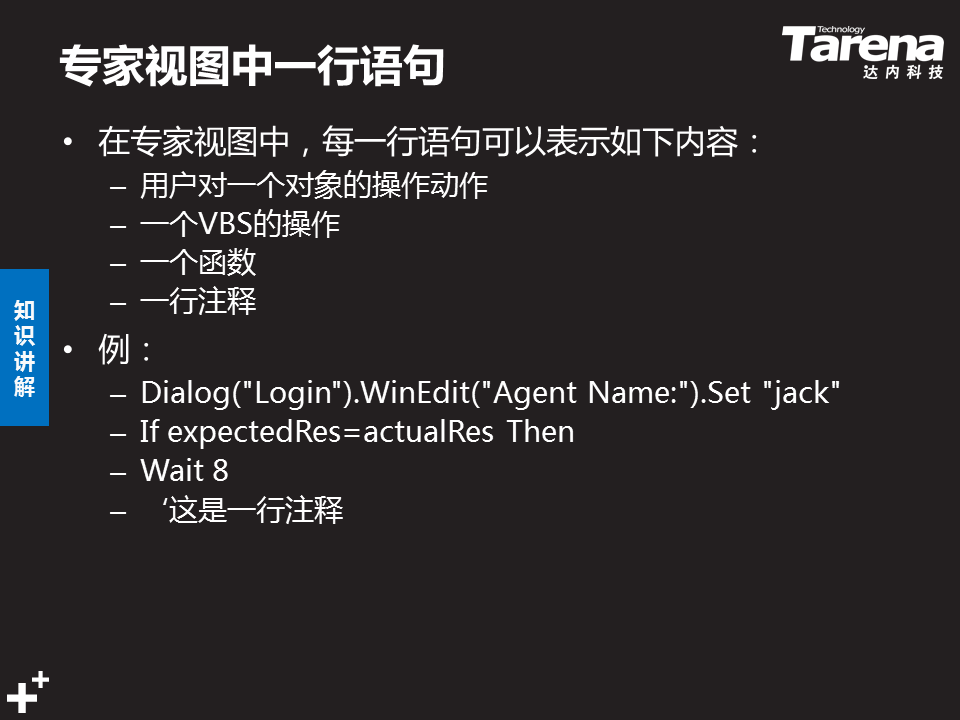 专家视图中一行语句
Technology
Tarena
达内科技
• 在专家视图中，每一行语句可以表示如下内容：
– 用户对一个对象的操作动作
– 一个VBS的操作
– 一个函数
– 一行注释
知识讲解
• 例：
– Dialog("Login").WinEdit("Agent Name:").Set "jack"
– If expectedRes=actualRes Then
– Wait 8
– ‘这是一行注释